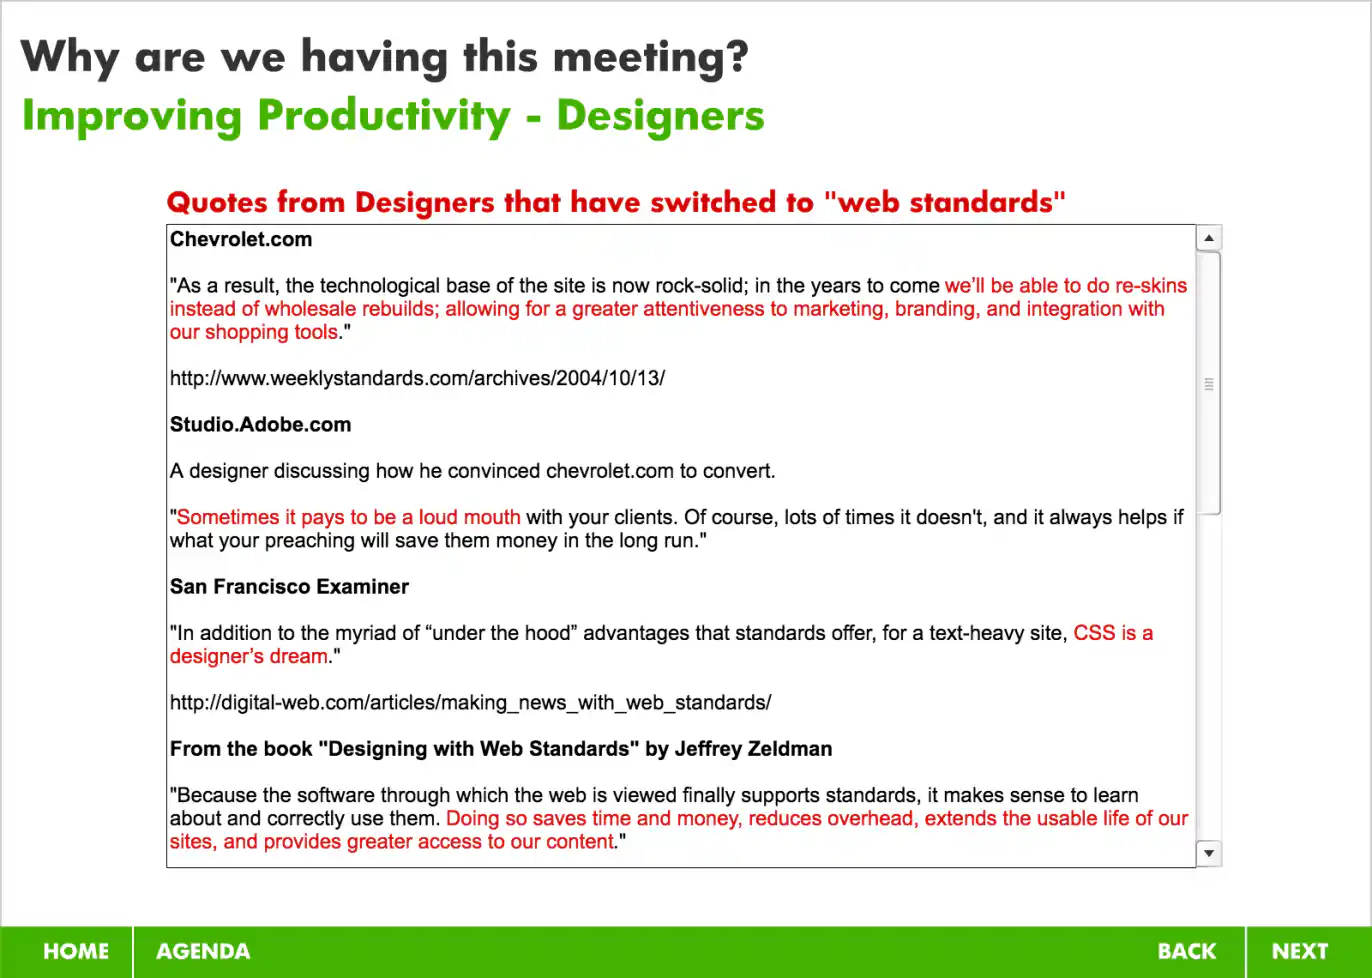 Why are we having this meeting?
Improving Productivity - Designers
Quotes from Designers that have switched to "web standards"
Chevrolet.com
"As a result, the technological base of the site is now rock-solid; in the years to come we’ll be able to do re-skins
instead of wholesale rebuilds; allowing for a greater attentiveness to marketing, branding, and integration with
our shopping tools."
http://www.weeklystandards.com/archives/2004/10/13/
Studio.Adobe.com
A designer discussing how he convinced chevrolet.com to convert.
"Sometimes it pays to be a loud mouth with your clients. Of course, lots of times it doesn't, and it always helps if
what your preaching will save them money in the long run."
San Francisco Examiner
"In addition to the myriad of “under the hood” advantages that standards offer, for a text-heavy site, CSS is a
designer’s dream."
http://digital-web.com/articles/making_news_with_web_standards/
From the book "Designing with Web Standards" by Jeffrey Zeldman
"Because the software through which the web is viewed finally supports standards, it makes sense to learn
about and correctly use them. Doing so saves time and money, reduces overhead, extends the usable life of our
sites, and provides greater access to our content."
HOME AGENDA BACK NEXT